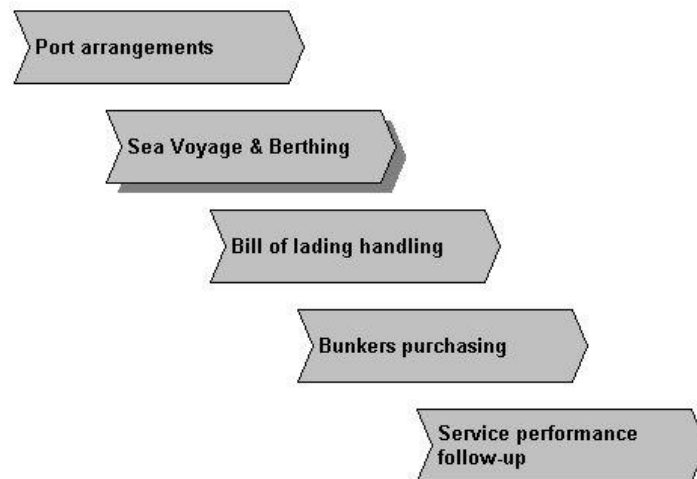 Port arrangements
Sea Voyage & Berthing
Bill of lading handling
Bunkers purchasing
Service performance
follow-up